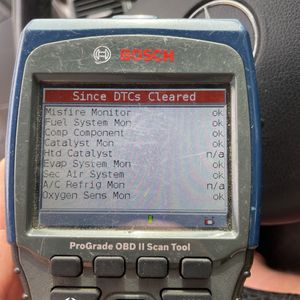 BOSCH
Since DTCs Cleared
Misfire Monitor ok
Fuel System Mon ok
Comp Component ok
Catalyst Mon ok
Htd Catalyst n/a
Evap System Mon ok
Sec Air System ok
A/C Refrig Mon n/a
Oxygen Sens Mon ok
ProGrade OBD II Scan Tool